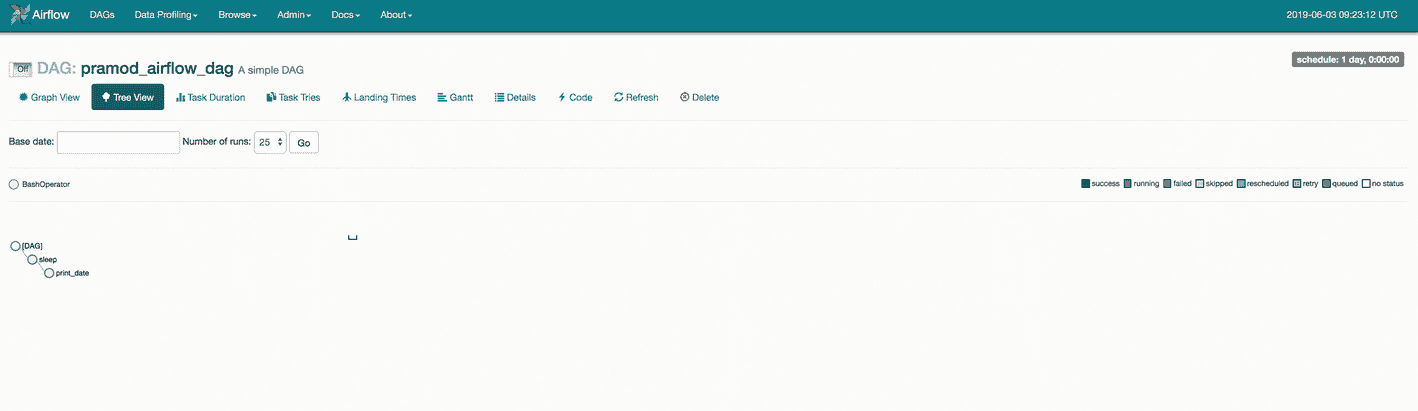 Airflow DAGs Data Profiling Browse Admin Docs About 2019-06-03 09:23:12 UTC
schedule: 1 day, 0:00:00
Off DAG: pramod_airflow_dag A simple DAG
Graph View Tree View Task Duration Task Tries Landing Times Gantt Details Code Refresh Delete
Base date: Number of runs: 25 Go
BashOperator success running failed skipped rescheduled retry queued no status
[DAG]
sleep
print_date